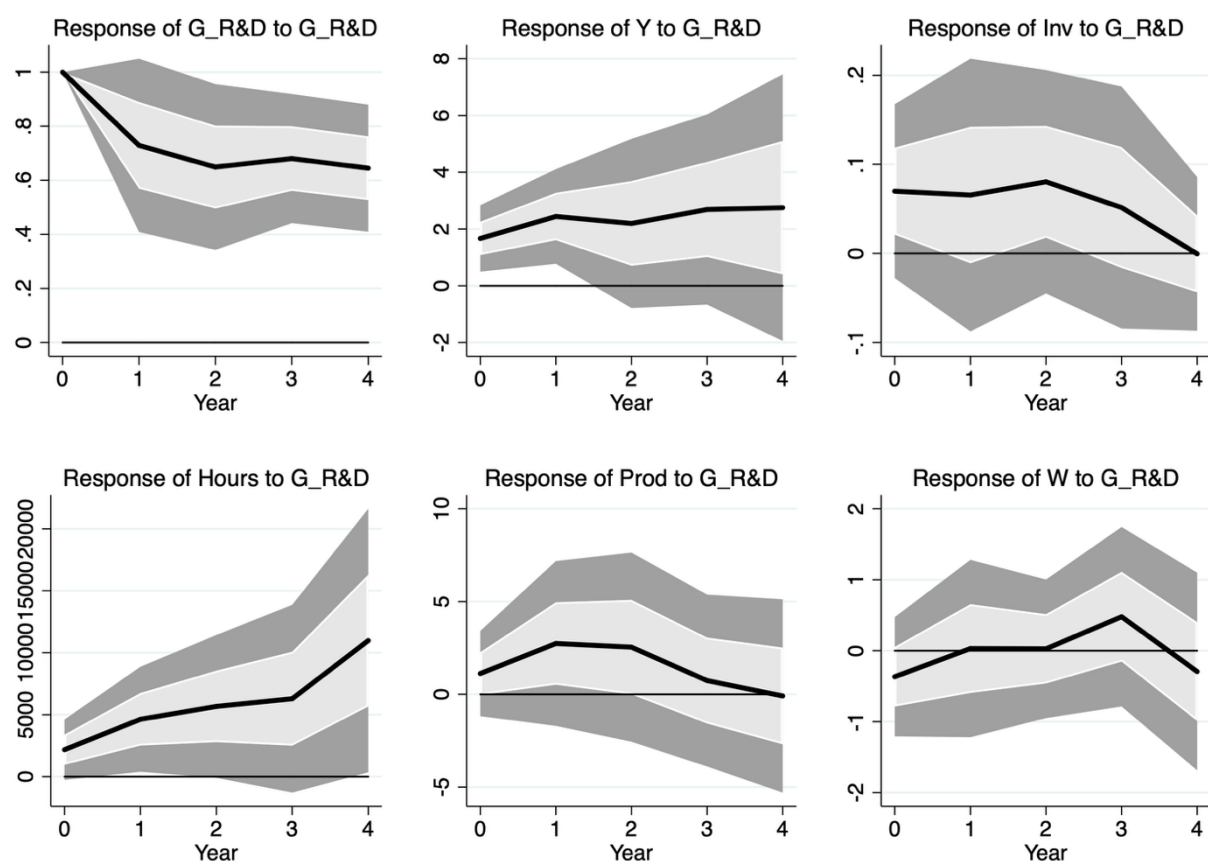 Response of G_R&D to G_R&D
1
.8
.6
.4
.2
0
0 1 2 3 4
Year
Response of Y to G_R&D
8
6
4
2
0
-2
0 1 2 3 4
Year
Response of Inv to G_R&D
.2
.1
0
-.1
0 1 2 3 4
Year
Response of Hours to G_R&D
20000
15000
10000
5000
0
0 1 2 3 4
Year
Response of Prod to G_R&D
10
5
0
-5
0 1 2 3 4
Year
Response of W to G_R&D
2
1
0
-1
-2
0 1 2 3 4
Year